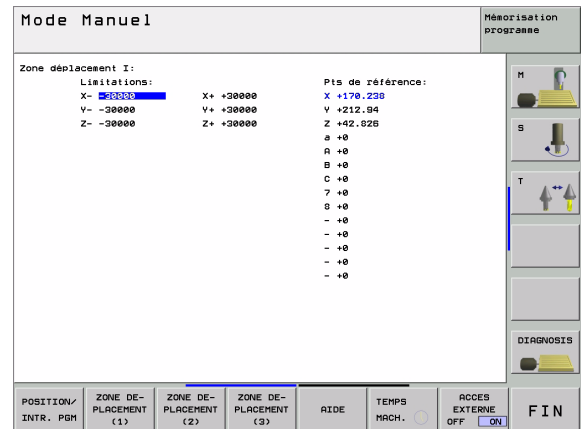 Mode Manuel
Mémorisation
programme
Zone déplacement I:
Limitations: Pts de référence:
X- -30000 X+ +30000 X +170.238
Y- -30000 Y+ +30000 Y +212.94
Z- -30000 Z+ +30000 Z +42.826
a +0
A +0
B +0
C +0
7 +0
8 +0
- +0
- +0
- +0
- +0
- +0
M
S
T
DIAGNOSIS
POSITION/
INTR. PGM
ZONE DE-
PLACEMENT
(1)
ZONE DE-
PLACEMENT
(2)
ZONE DE-
PLACEMENT
(3)
AIDE
TEMPS
MACH.
ACCES
EXTERNE
OFF ON
FIN